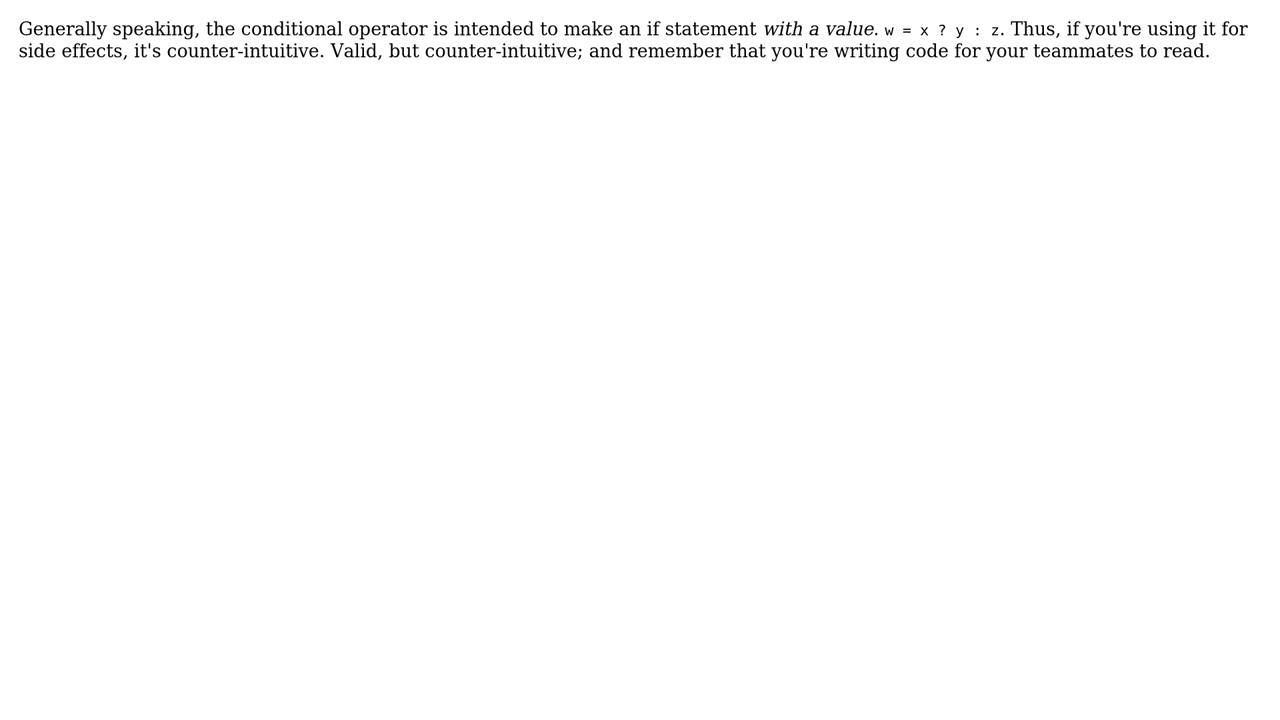 Generally speaking, the conditional operator is intended to make an if statement with a value. w = x ? y : z. Thus, if you're using it for
side effects, it's counter-intuitive. Valid, but counter-intuitive; and remember that you're writing code for your teammates to read.